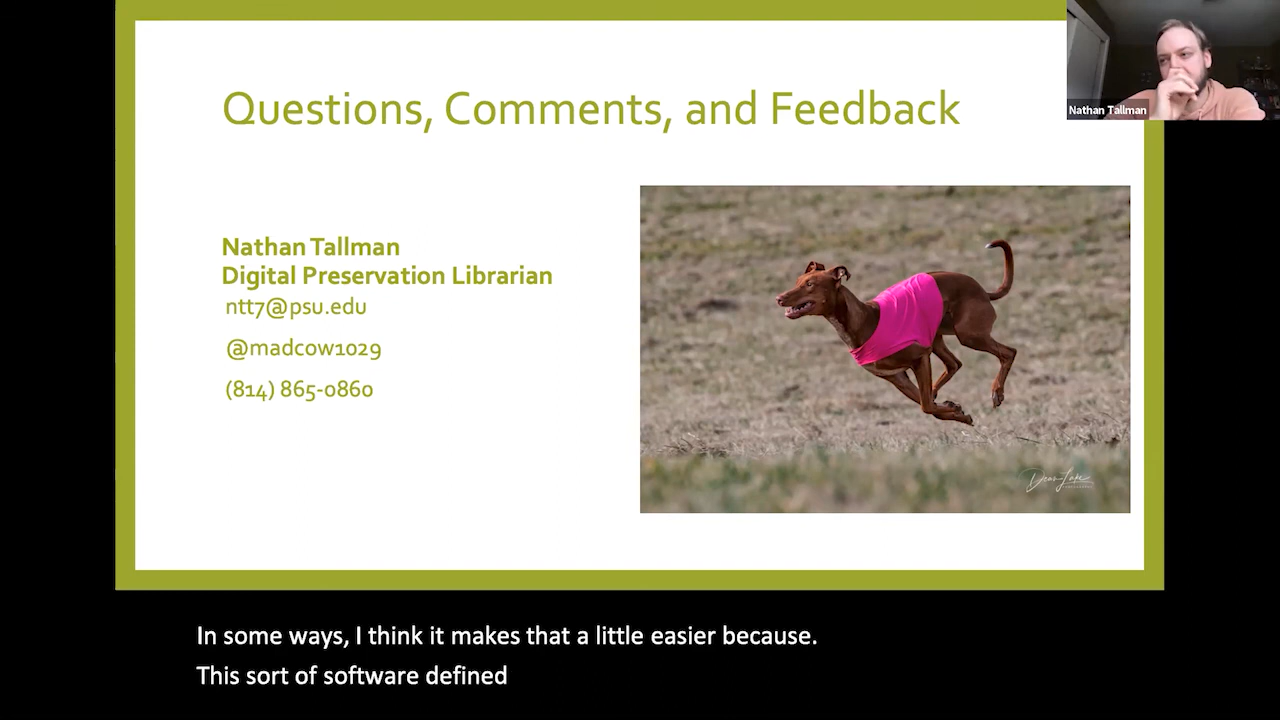 Questions, Comments, and Feedback
Nathan Tallman
Nathan Tallman
Digital Preservation Librarian
ntt7@psu.edu
@madcow1029
(814) 865-0860
In some ways, I think it makes that a little easier because.
This sort of software defined